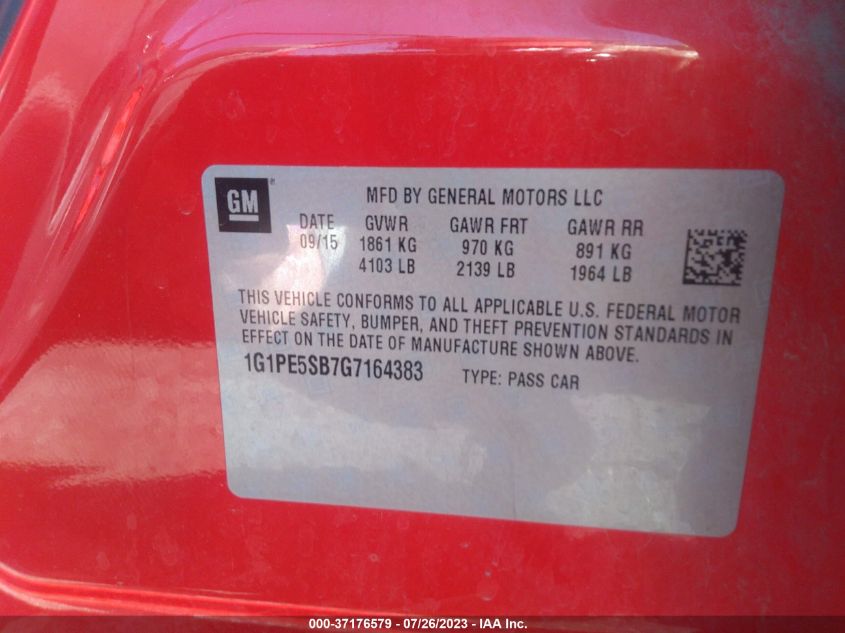 GM
MFD BY GENERAL MOTORS LLC
DATE GVWR GAWR FRT GAWR RR
09/15 1861 KG 970 KG 891 KG
4103 LB 2139 LB 1964 LB
THIS VEHICLE CONFORMS TO ALL APPLICABLE U.S. FEDERAL MOTOR
VEHICLE SAFETY, BUMPER, AND THEFT PREVENTION STANDARDS IN
EFFECT ON THE DATE OF MANUFACTURE SHOWN ABOVE.
1G1PE5SB7G7164383 TYPE: PASS CAR
000-37176579 - 07/26/2023 - IAA Inc.